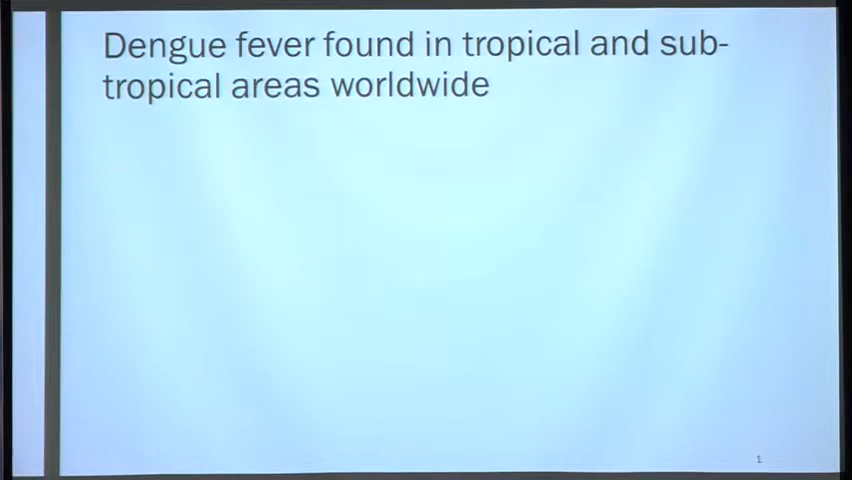 Dengue fever found in tropical and sub-
tropical areas worldwide
1